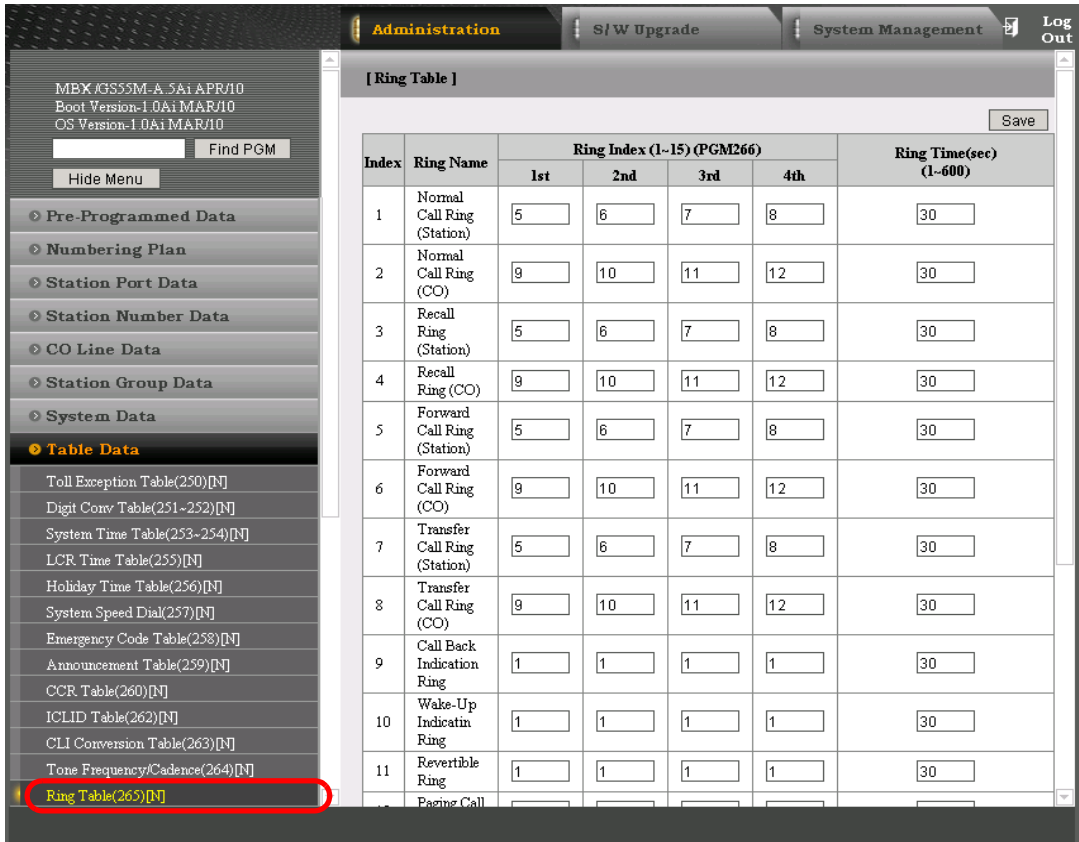 Administration
S/W Upgrade
System Management
Log Out
MBX /GS55M-A.5Ai APR/10
Boot Version-1.0Ai MAR/10
OS Version-1.0Ai MAR/10
Find PGM
Hide Menu
Pre-Programmed Data
Numbering Plan
Station Port Data
Station Number Data
CO Line Data
Station Group Data
System Data
Table Data
Toll Exception Table(250)[N]
Digit Conv Table(251~252)[N]
System Time Table(253~254)[N]
LCR Time Table(255)[N]
Holiday Time Table(256)[N]
System Speed Dial(257)[N]
Emergency Code Table(258)[N]
Announcement Table(259)[N]
CCR Table(260)[N]
ICLID Table(262)[N]
CLI Conversion Table(263)[N]
Tone Frequency/Cadence(264)[N]
Ring Table(265)[N]
[ Ring Table ]
Save
Index Ring Name Ring Index (1~15) (PGM266) Ring Time(sec) (1~600)
1st 2nd 3rd 4th
1 Normal Call Ring (Station) 5 6 7 8 30
2 Normal Call Ring (CO) 9 10 11 12 30
3 Recall Ring (Station) 5 6 7 8 30
4 Recall Ring (CO) 9 10 11 12 30
5 Forward Call Ring (Station) 5 6 7 8 30
6 Forward Call Ring (CO) 9 10 11 12 30
7 Transfer Call Ring (Station) 5 6 7 8 30
8 Transfer Call Ring (CO) 9 10 11 12 30
9 Call Back Indication Ring 1 1 1 1 30
10 Wake-Up Indicatin Ring 1 1 1 1 30
11 Revertible Ring 1 1 1 1 30
Paging Call